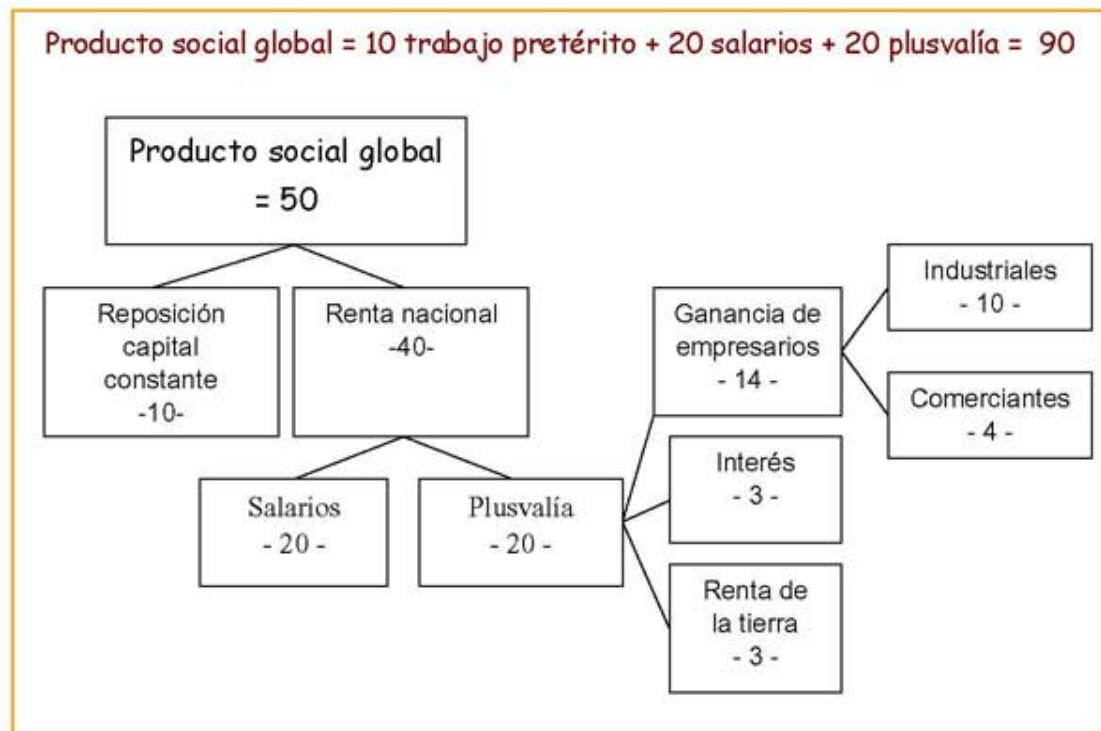 Producto social global = 10 trabajo pretérito + 20 salarios + 20 plusvalía = 90
Producto social global
= 50
Reposición
capital
constante
-10-
Renta nacional
-40-
Salarios
- 20 -
Plusvalía
- 20 -
Ganancia de
empresarios
- 14 -
Industriales
- 10 -
Comerciantes
- 4 -
Interés
- 3 -
Renta de
la tierra
- 3 -